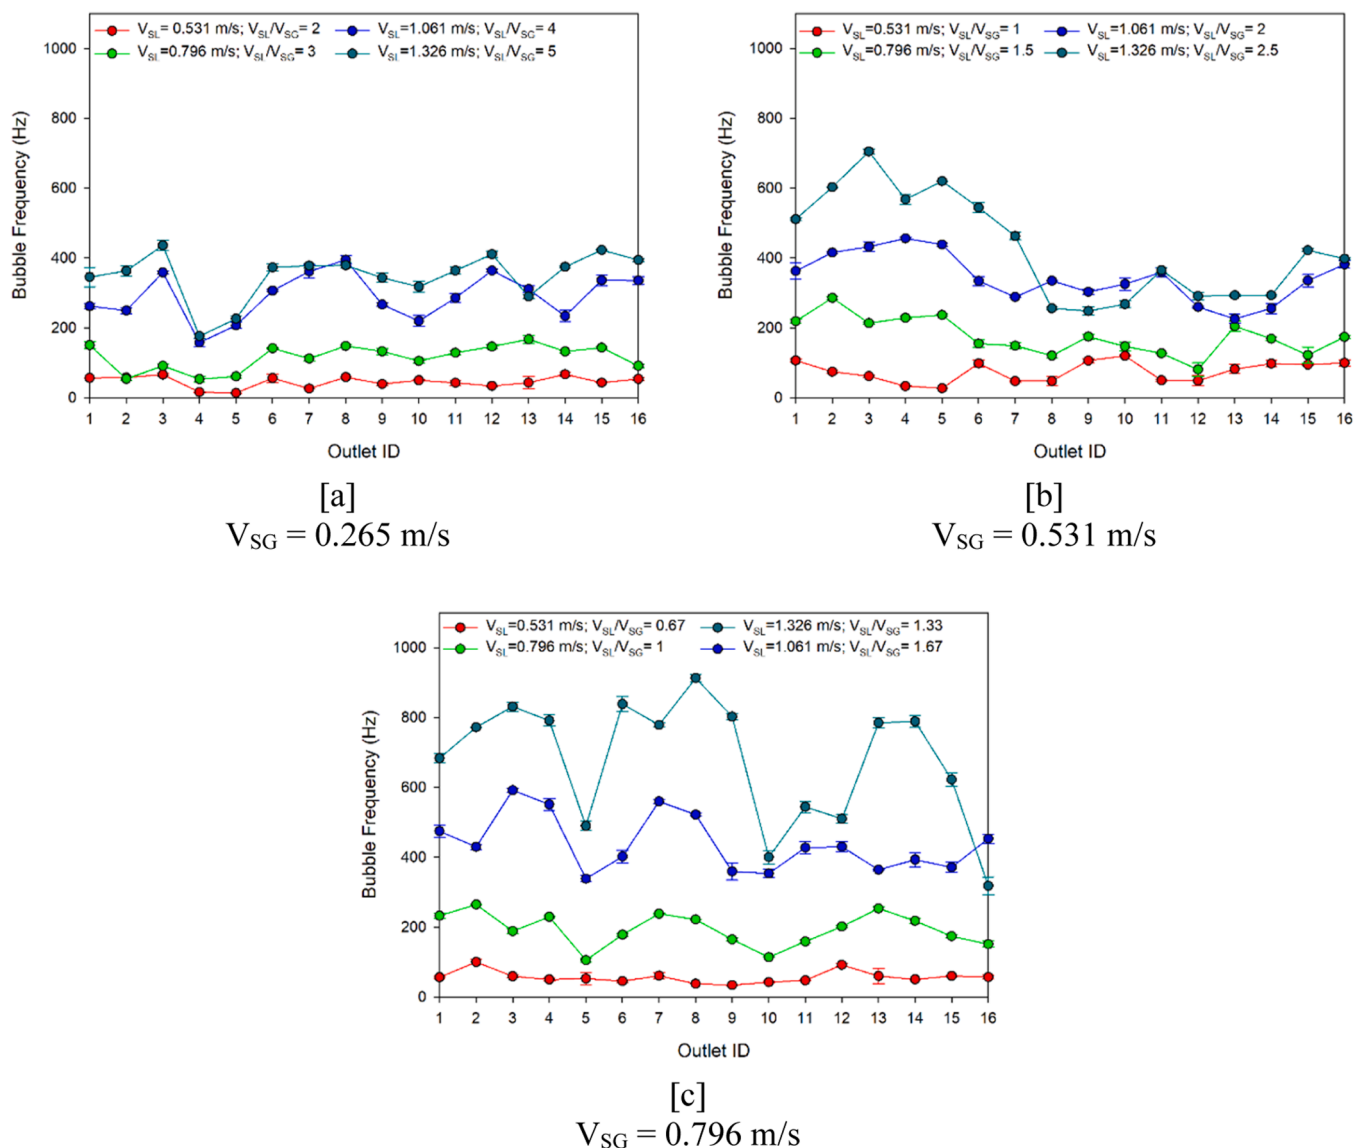 V_SL= 0.531 m/s; V_SL/V_SG= 2 V_SL=1.061 m/s; V_SL/V_SG= 4
V_SL=0.796 m/s; V_SL/V_SG= 3 V_SL=1.326 m/s; V_SL/V_SG= 5
1000
800
600
400
200
0
Bubble Frequency (Hz)
1 2 3 4 5 6 7 8 9 10 11 12 13 14 15 16
Outlet ID
[a]
V_SG = 0.265 m/s
V_SL=0.531 m/s; V_SL/V_SG= 1 V_SL=1.061 m/s; V_SL/V_SG= 2
V_SL=0.796 m/s; V_SL/V_SG= 1.5 V_SL=1.326 m/s; V_SL/V_SG= 2.5
1000
800
600
400
200
0
Bubble Frequency (Hz)
1 2 3 4 5 6 7 8 9 10 11 12 13 14 15 16
Outlet ID
[b]
V_SG = 0.531 m/s
V_SL=0.531 m/s; V_SL/V_SG= 0.67 V_SL=1.326 m/s; V_SL/V_SG= 1.33
V_SL=0.796 m/s; V_SL/V_SG= 1 V_SL=1.061 m/s; V_SL/V_SG= 1.67
1000
800
600
400
200
0
Bubble Frequency (Hz)
1 2 3 4 5 6 7 8 9 10 11 12 13 14 15 16
Outlet ID
[c]
V_SG = 0.796 m/s